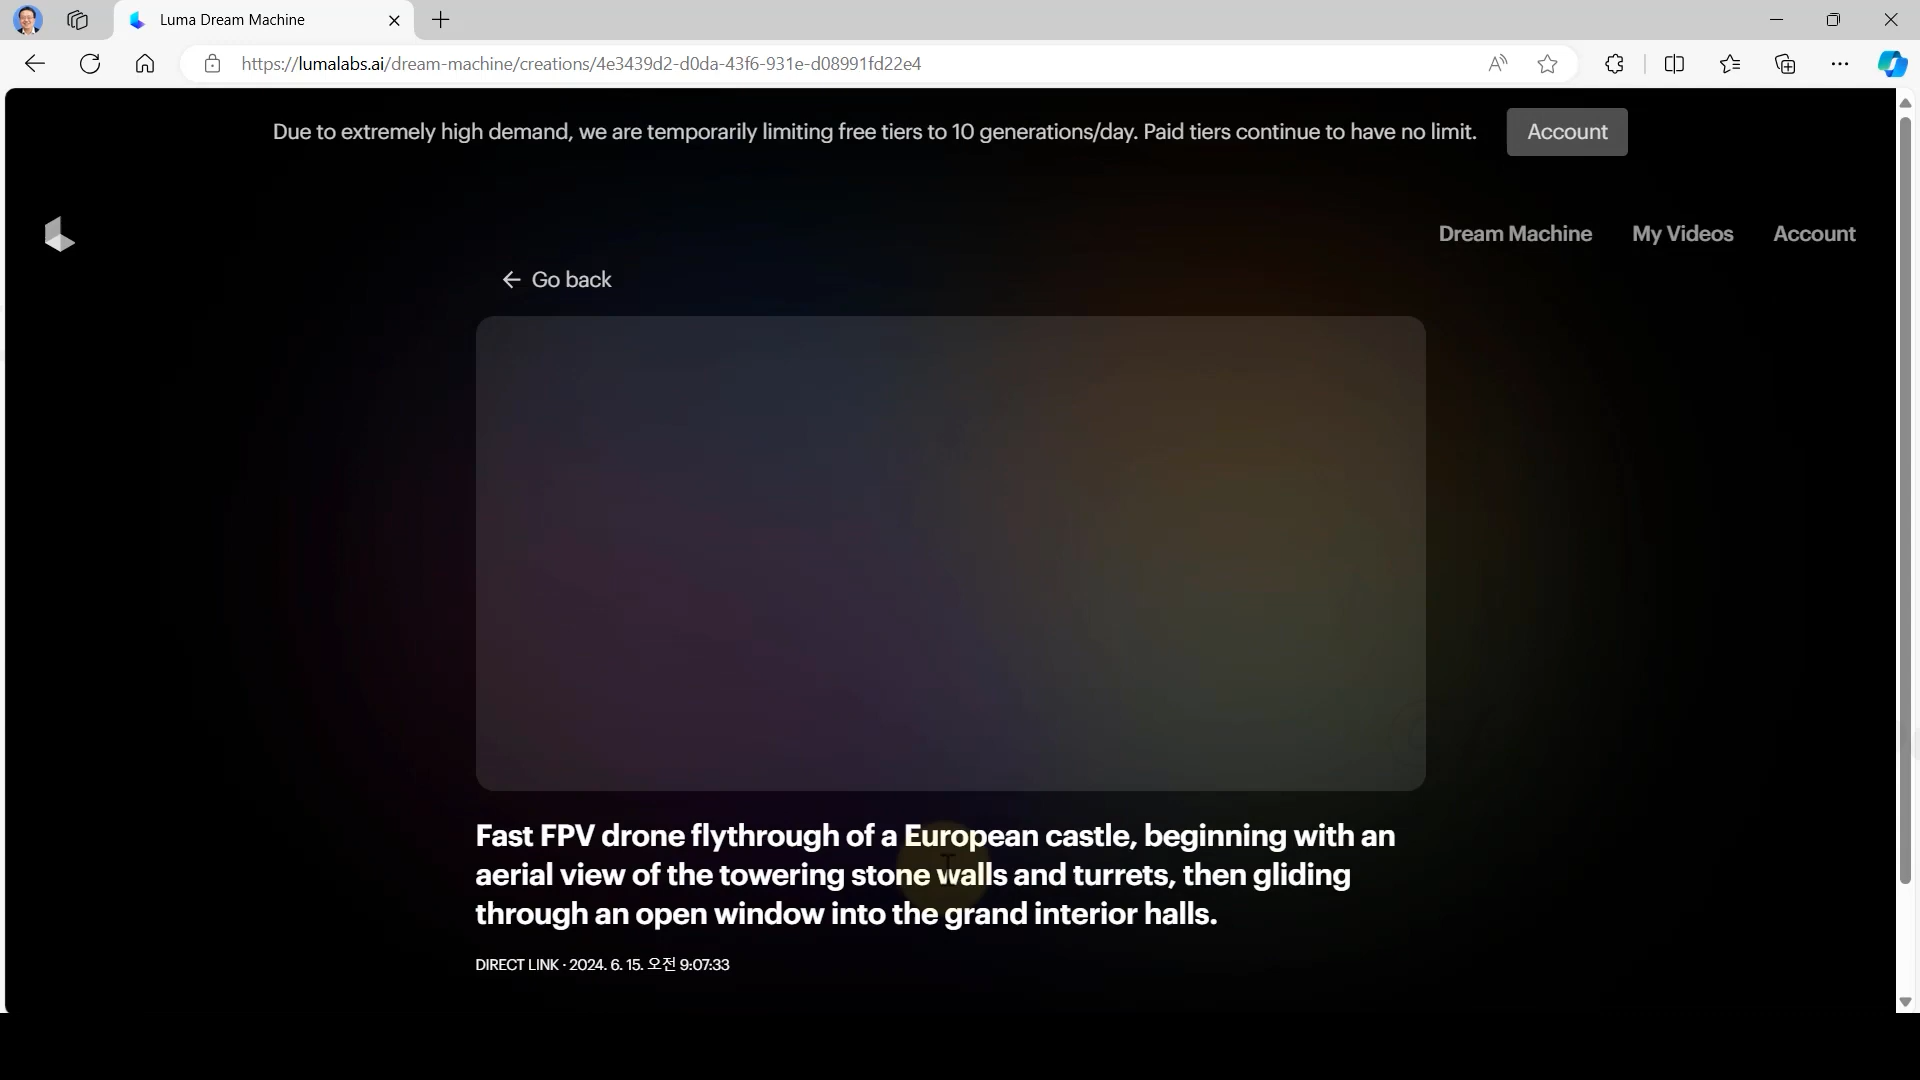 Luma Dream Machine
https://lumalabs.ai/dream-machine/creations/4e3439d2-d0da-43f6-931e-d08991fd22e4
Due to extremely high demand, we are temporarily limiting free tiers to 10 generations/day. Paid tiers continue to have no limit.
Account
Dream Machine
My Videos
Account
← Go back
Fast FPV drone flythrough of a European castle, beginning with an
aerial view of the towering stone walls and turrets, then gliding
through an open window into the grand interior halls.
DIRECT LINK · 2024. 6. 15. 오전 9:07:33